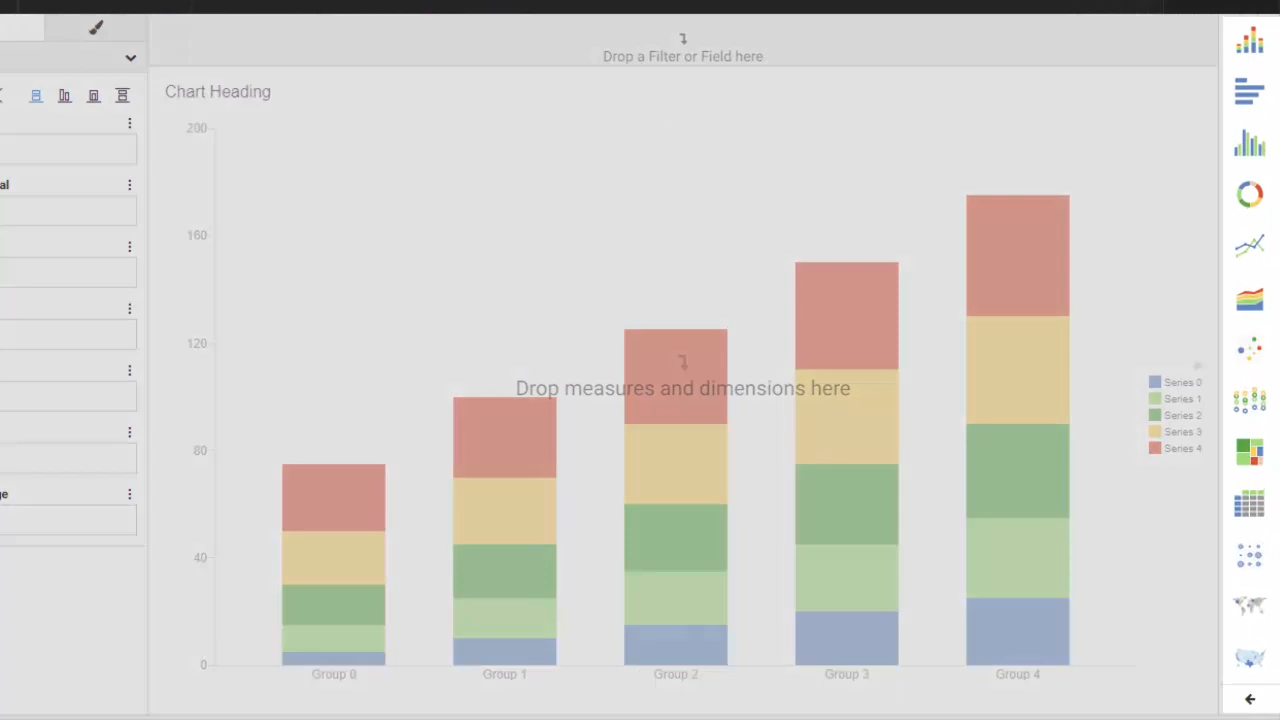 Drop a Filter or Field here
Chart Heading
200
160
120
80
40
0
al
ge
Drop measures and dimensions here
Series 0
Series 1
Series 2
Series 3
Series 4
Group 0
Group 1
Group 2
Group 3
Group 4